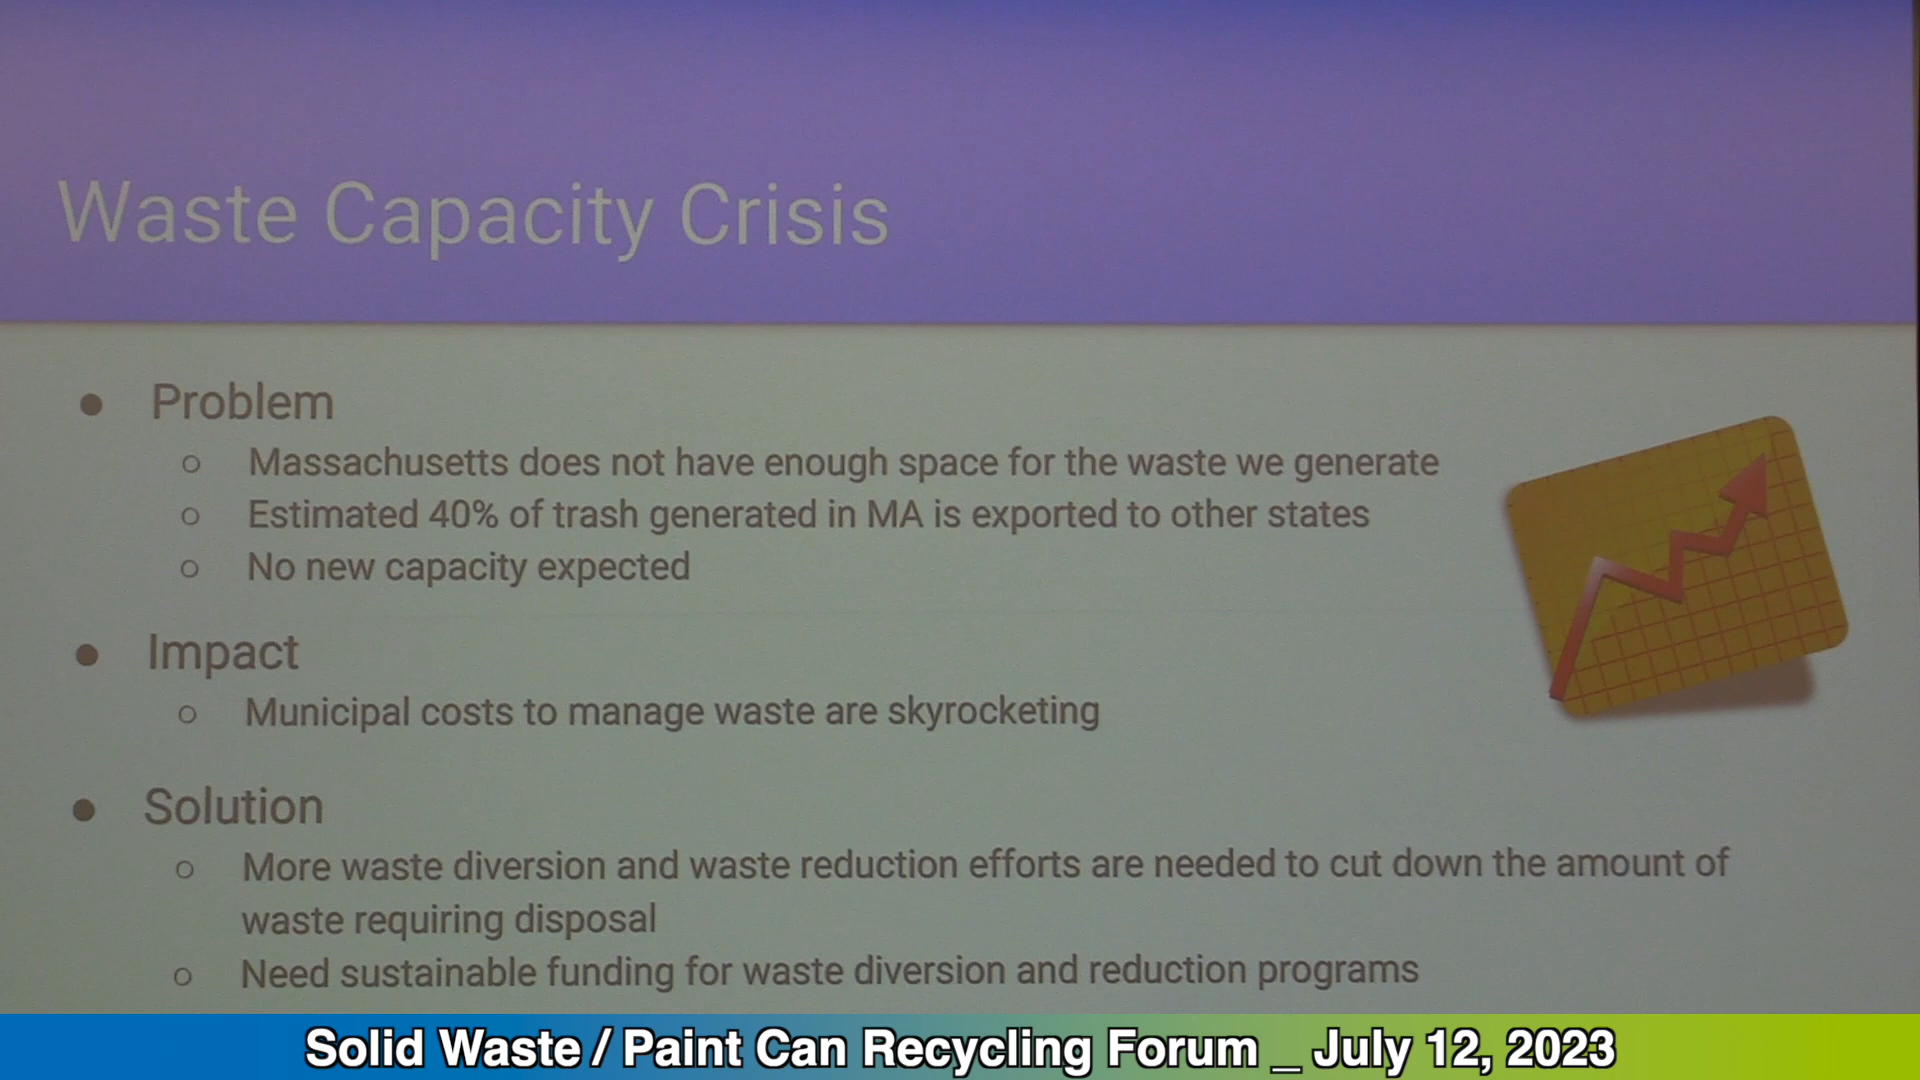 Waste Capacity Crisis
● Problem
○ Massachusetts does not have enough space for the waste we generate
○ Estimated 40% of trash generated in MA is exported to other states
○ No new capacity expected
● Impact
○ Municipal costs to manage waste are skyrocketing
● Solution
○ More waste diversion and waste reduction efforts are needed to cut down the amount of
waste requiring disposal
○ Need sustainable funding for waste diversion and reduction programs
Solid Waste / Paint Can Recycling Forum _ July 12, 2023